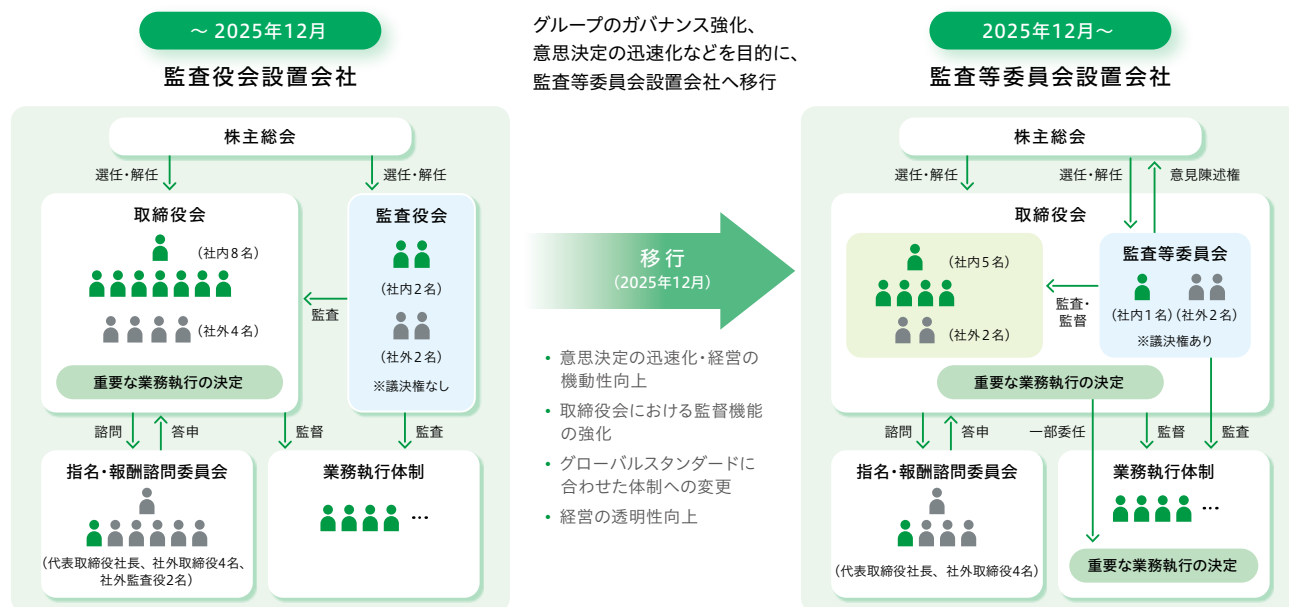 ～ 2025年12月
監査役会設置会社
株主総会
選任・解任
選任・解任
取締役会
（社内8名）
（社外4名）
重要な業務執行の決定
監査役会
（社内2名）
（社外2名）
※議決権なし
監査
諮問
答申
監督
監査
指名・報酬諮問委員会
（代表取締役社長、社外取締役4名、
社外監査役2名）
業務執行体制
…
グループのガバナンス強化、
意思決定の迅速化などを目的に、
監査等委員会設置会社へ移行
移行
（2025年12月）
• 意思決定の迅速化・経営の
機動性向上
• 取締役会における監督機能
の強化
• グローバルスタンダードに
合わせた体制への変更
• 経営の透明性向上
2025年12月～
監査等委員会設置会社
株主総会
選任・解任
選任・解任
意見陳述権
取締役会
（社内5名）
（社外2名）
監査・
監督
監査等委員会
（社内1名）（社外2名）
※議決権あり
重要な業務執行の決定
諮問
答申
一部委任
監督
監査
指名・報酬諮問委員会
（代表取締役社長、社外取締役4名）
業務執行体制
…
重要な業務執行の決定